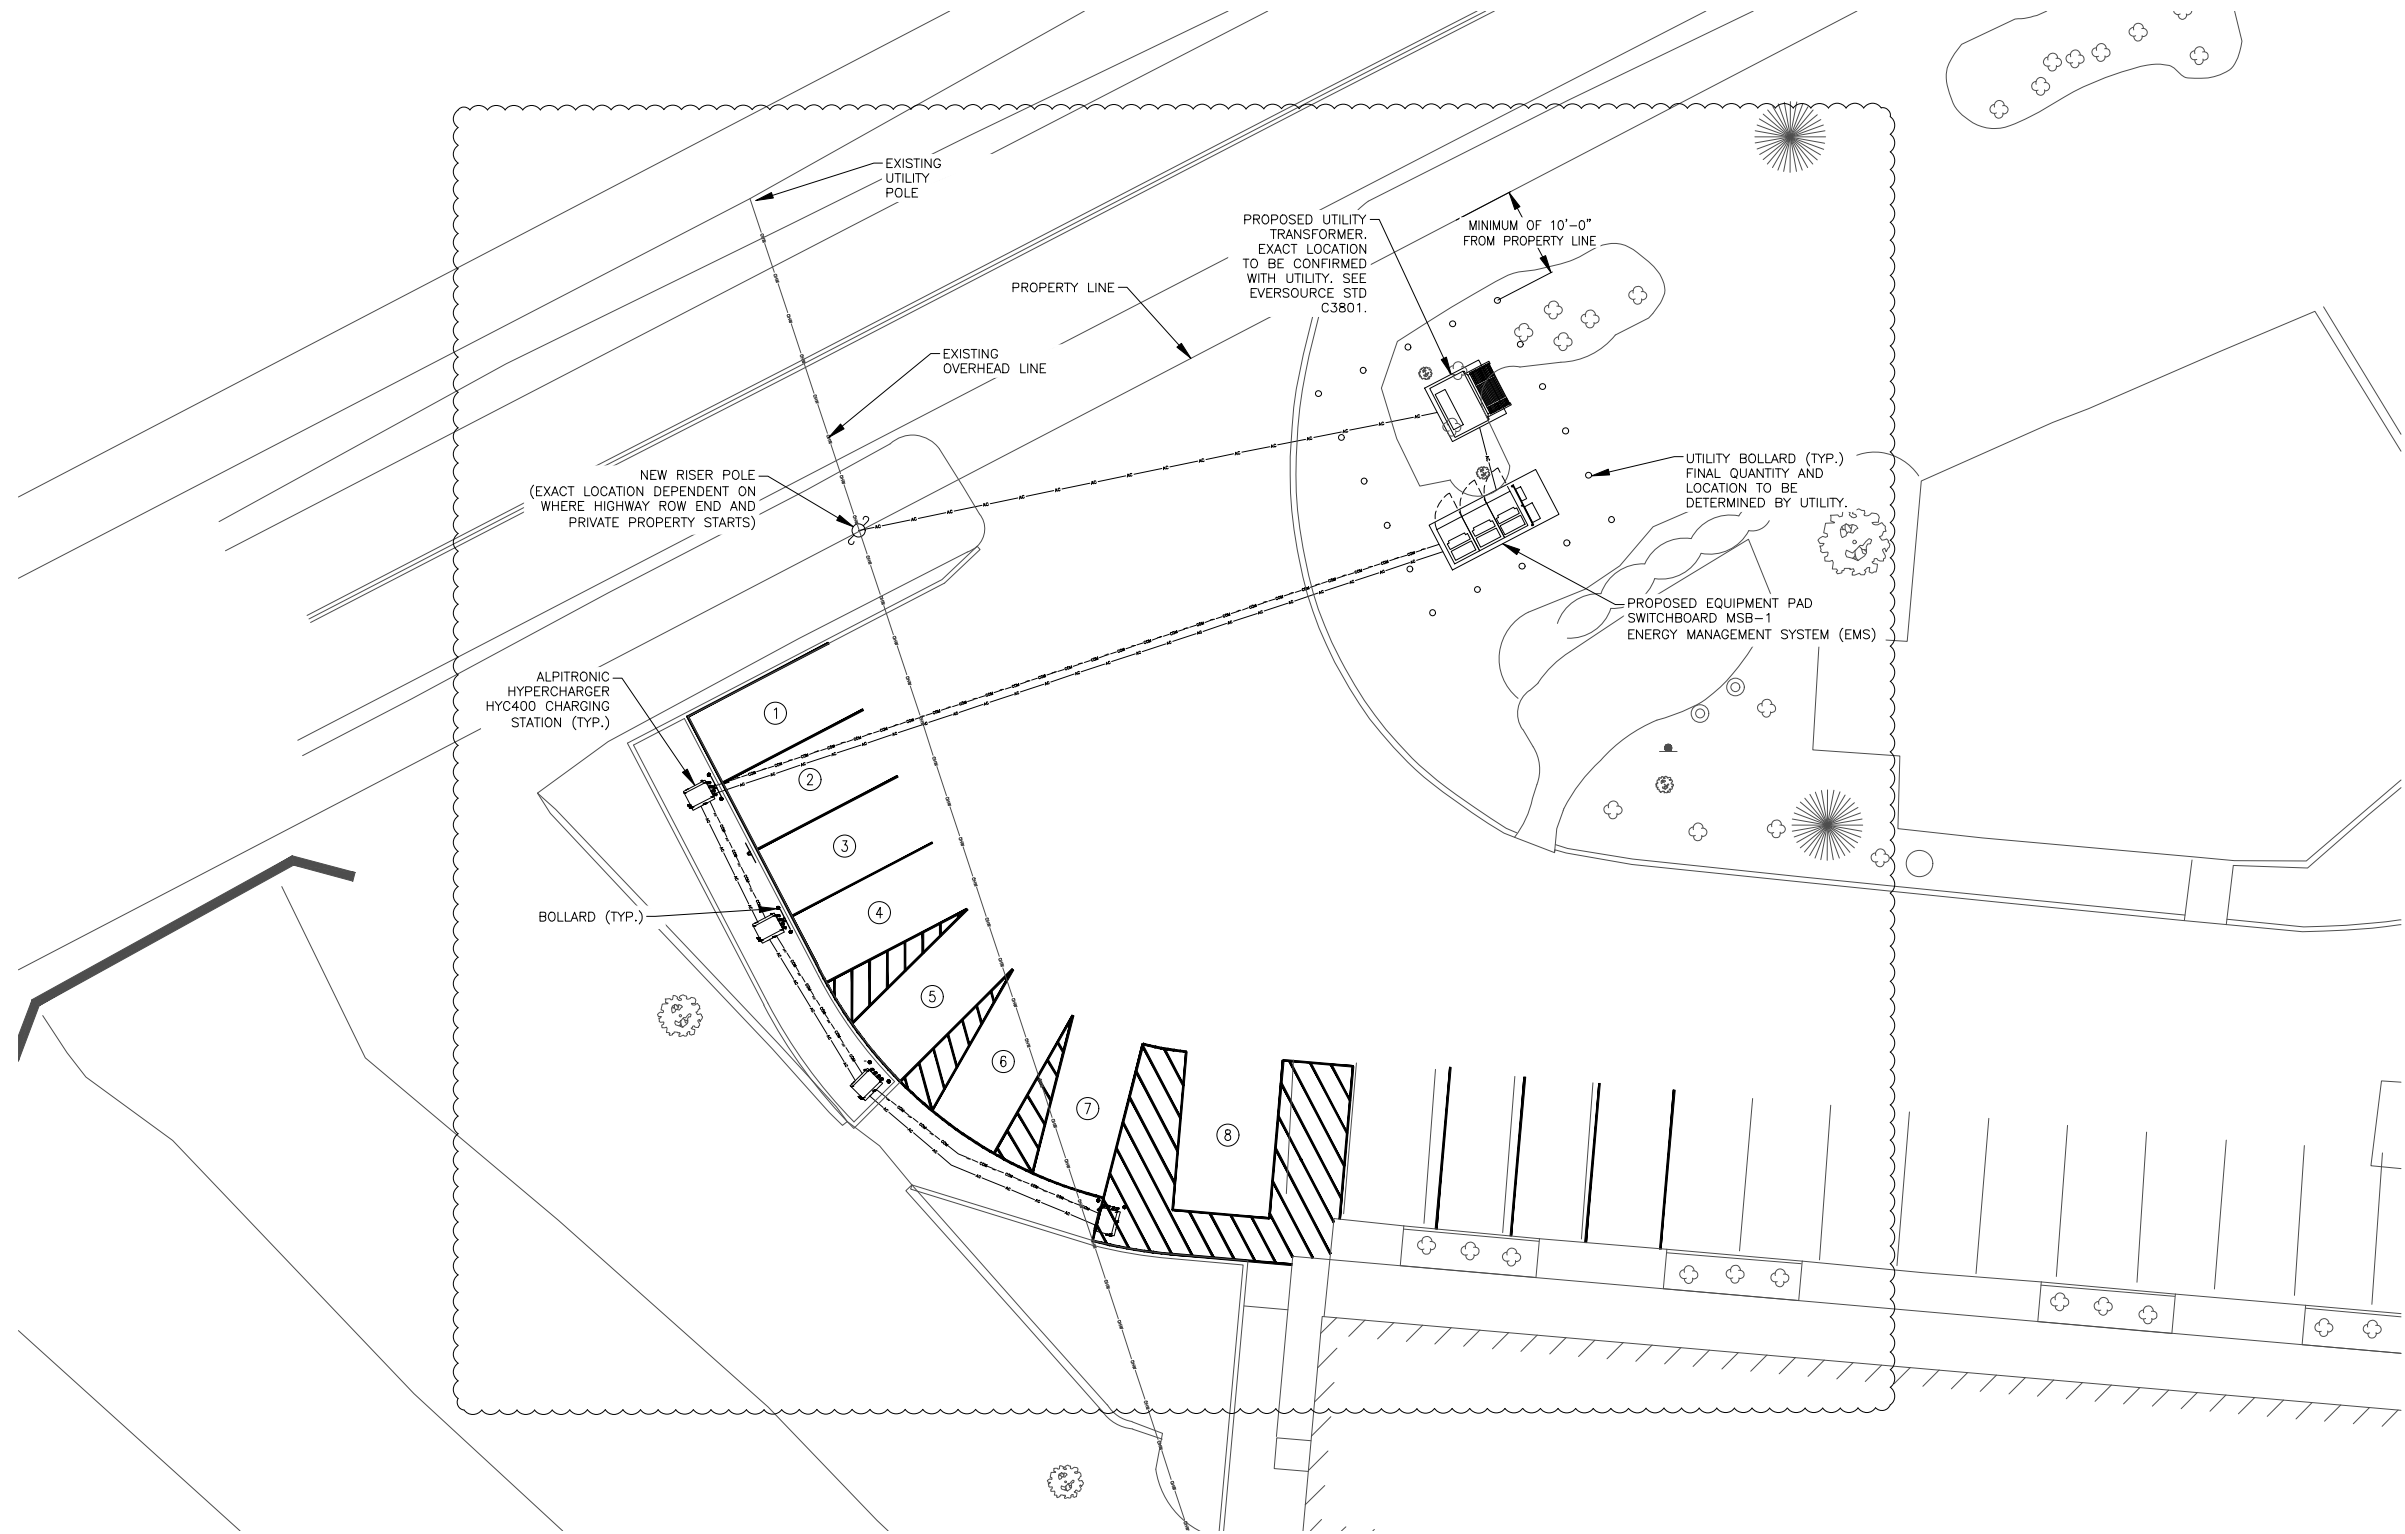 EXISTING
UTILITY
POLE
PROPOSED UTILITY
TRANSFORMER.
EXACT LOCATION
TO BE CONFIRMED
WITH UTILITY. SEE
EVERSOURCE STD
C3801.
MINIMUM OF 10'-0"
FROM PROPERTY LINE
PROPERTY LINE
EXISTING
OVERHEAD LINE
NEW RISER POLE
(EXACT LOCATION DEPENDENT ON
WHERE HIGHWAY ROW END AND
PRIVATE PROPERTY STARTS)
UTILITY BOLLARD (TYP.)
FINAL QUANTITY AND
LOCATION TO BE
DETERMINED BY UTILITY.
PROPOSED EQUIPMENT PAD
SWITCHBOARD MSB-1
ENERGY MANAGEMENT SYSTEM (EMS)
ALPITRONIC
HYPERCHARGER
HYC400 CHARGING
STATION (TYP.)
BOLLARD (TYP.)
1
2
3
4
5
6
7
8